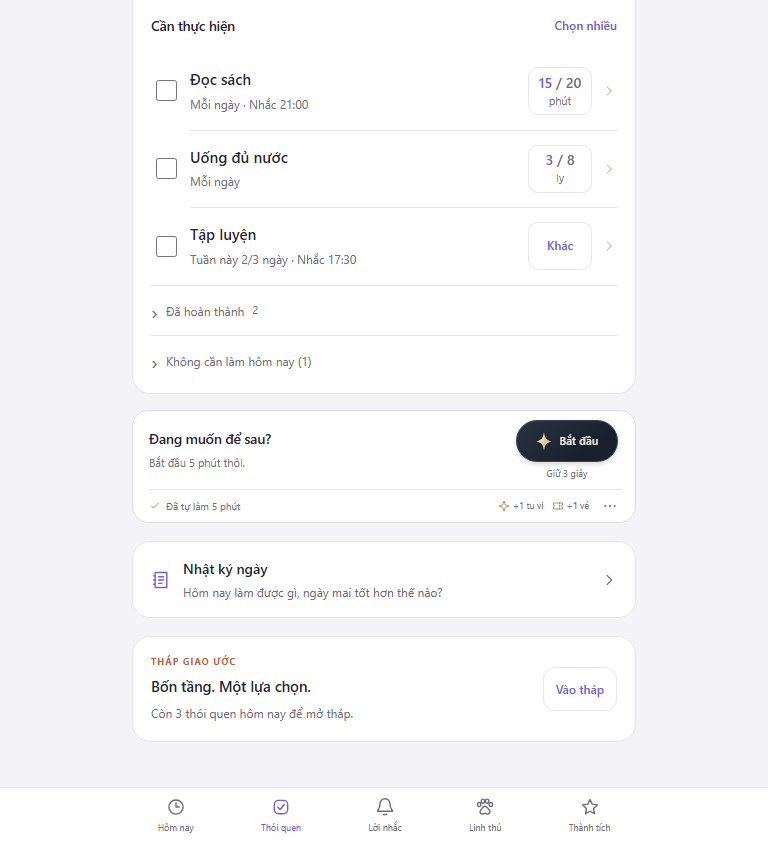 Cần thực hiện
Chọn nhiều
Đọc sách
Mỗi ngày · Nhắc 21:00
15 / 20
phút
Uống đủ nước
Mỗi ngày
3 / 8
ly
Tập luyện
Tuần này 2/3 ngày · Nhắc 17:30
Khác
Đã hoàn thành 2
Không cần làm hôm nay (1)
Đang muốn để sau?
Bắt đầu 5 phút thôi.
Bắt đầu
Giữ 3 giây
Đã tự làm 5 phút
+1 tu vi
+1 vé
Nhật ký ngày
Hôm nay làm được gì, ngày mai tốt hơn thế nào?
THÁP GIAO ƯỚC
Bốn tầng. Một lựa chọn.
Còn 3 thói quen hôm nay để mở tháp.
Vào tháp
Hôm nay
Thói quen
Lời nhắc
Linh thú
Thành tích